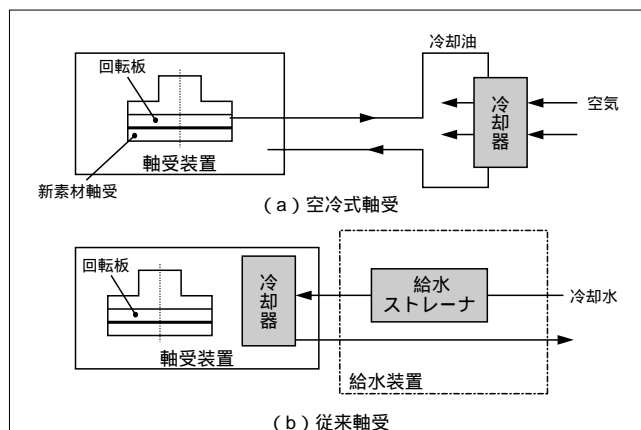 冷却油
回転板
冷却器
空気
軸受装置
新素材軸受
(a)空冷式軸受
回転板
冷却器
給水
ストレーナ
冷却水
軸受装置
給水装置
(b)従来軸受